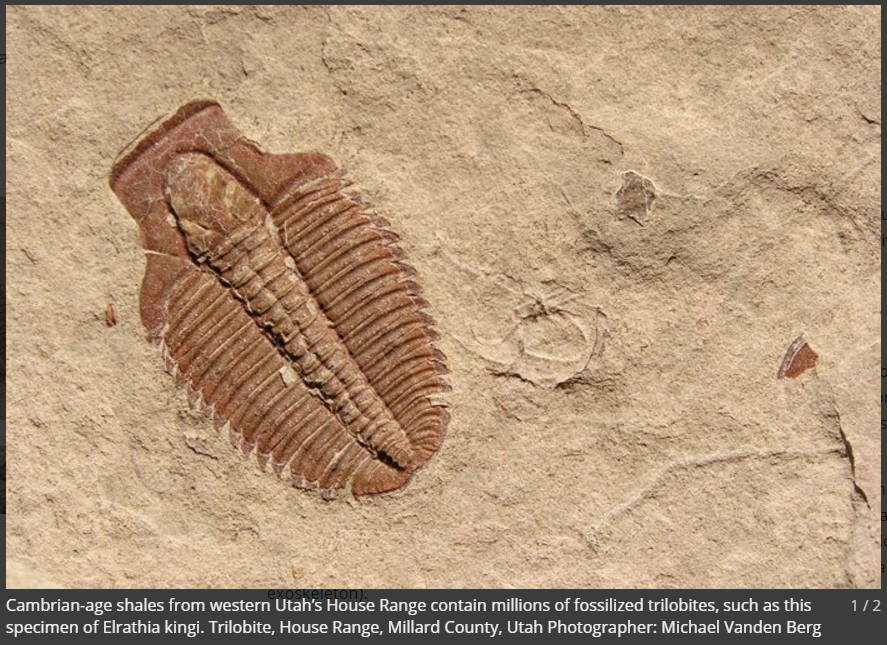 exoskeleton).
Cambrian-age shales from western Utah's House Range contain millions of fossilized trilobites, such as this
1 / 2
specimen of Elrathia kingi. Trilobite, House Range, Millard County, Utah Photographer: Michael Vanden Berg